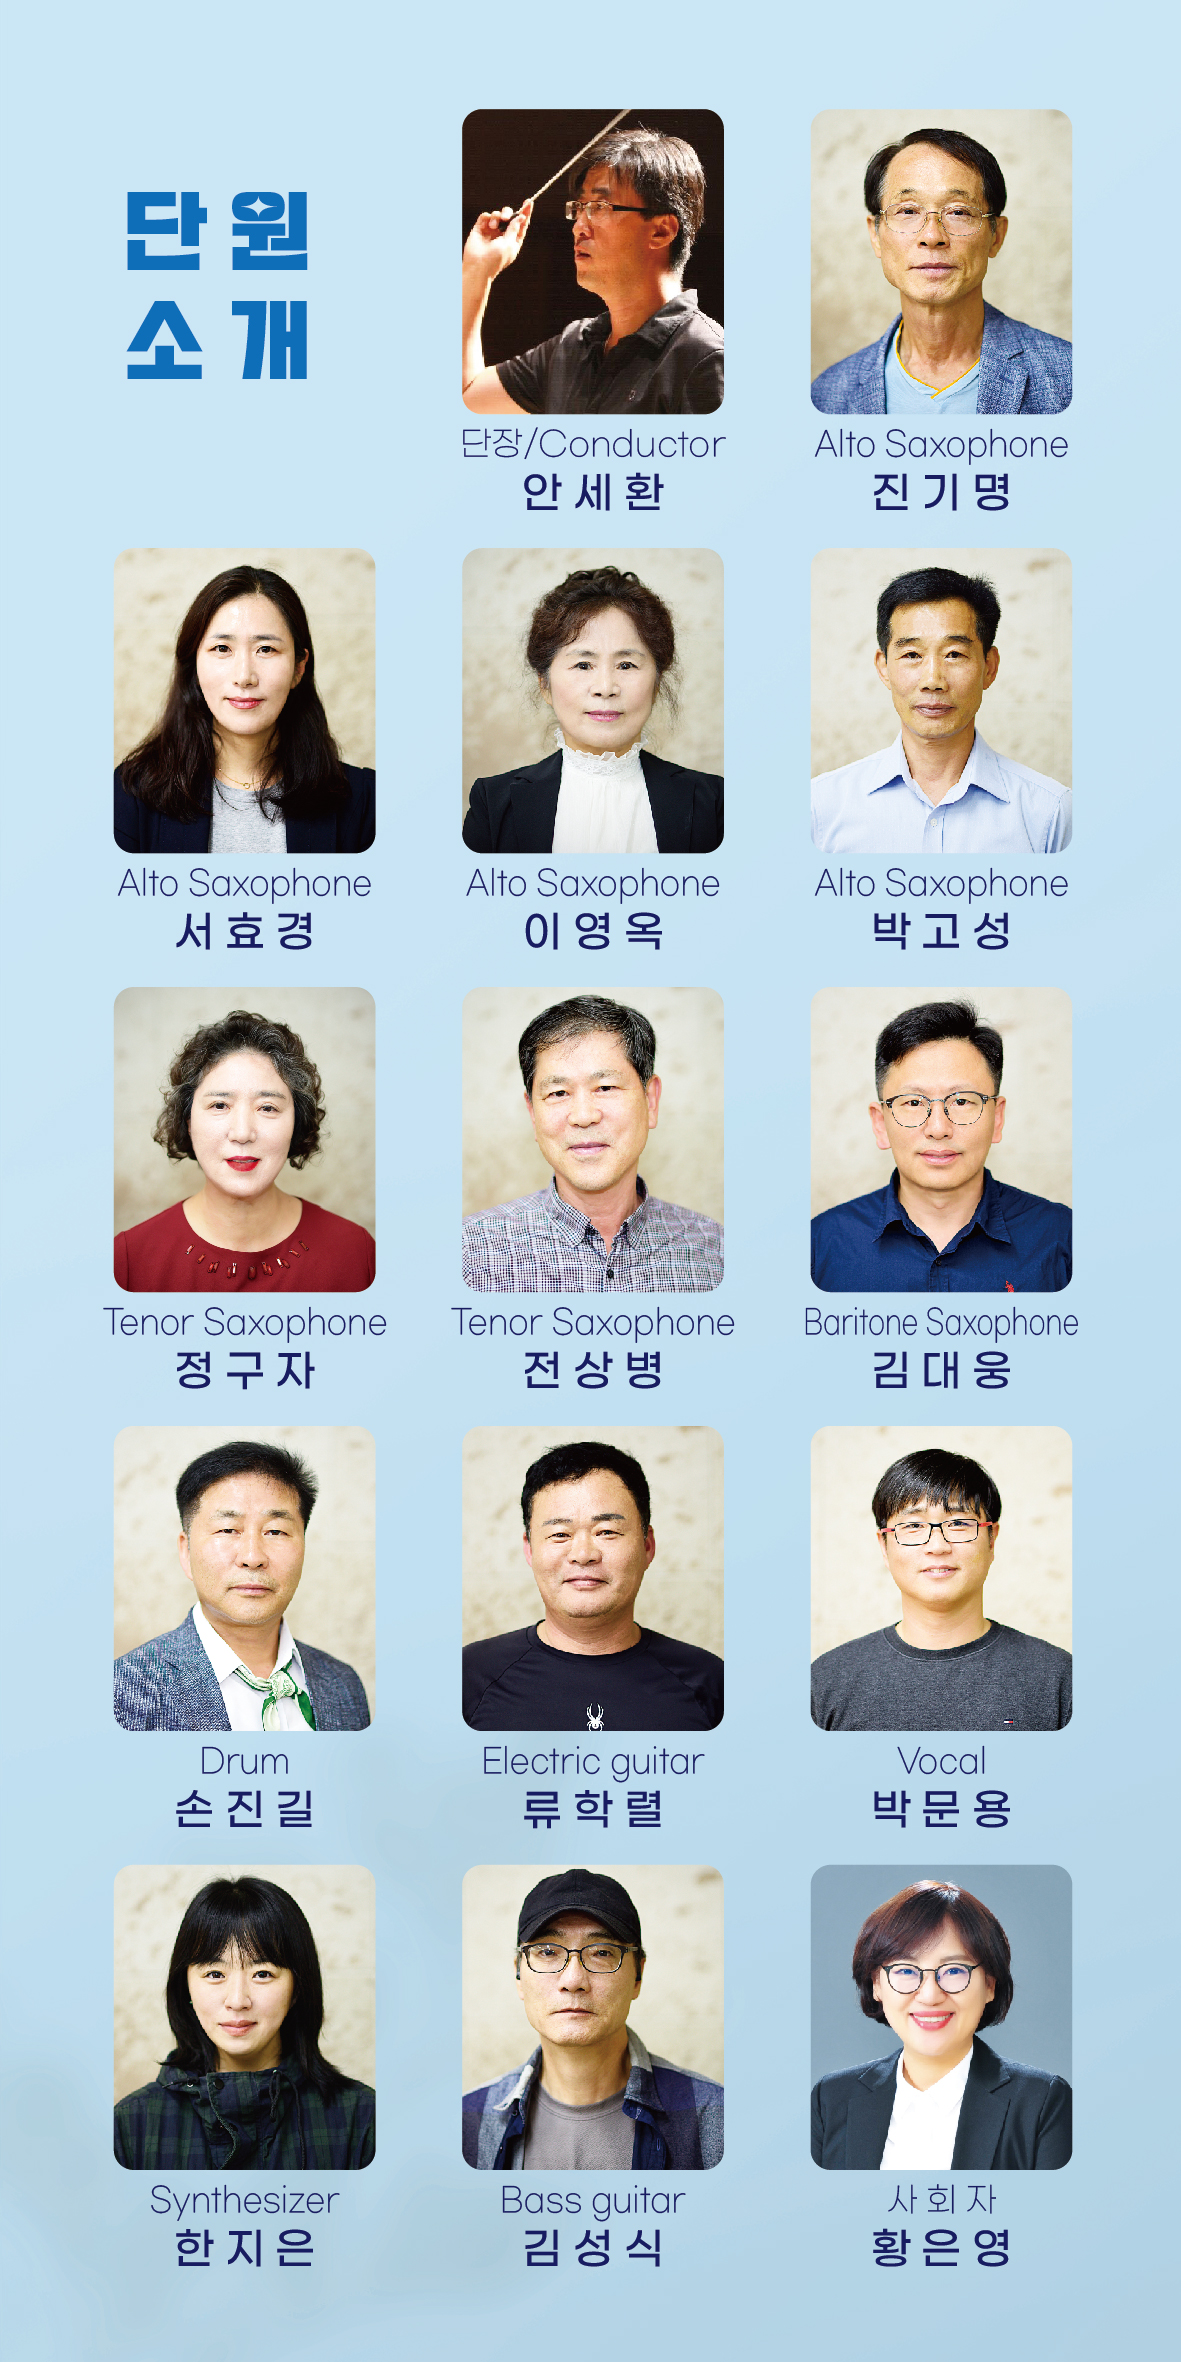 단원
소개
단장/Conductor
안세환
Alto Saxophone
진기명
Alto Saxophone
서효경
Alto Saxophone
이영옥
Alto Saxophone
박고성
Tenor Saxophone
정구자
Tenor Saxophone
전상병
Baritone Saxophone
김대웅
Drum
손진길
Electric guitar
류학렬
Vocal
박문용
Synthesizer
한지은
Bass guitar
김성식
사회자
황은영